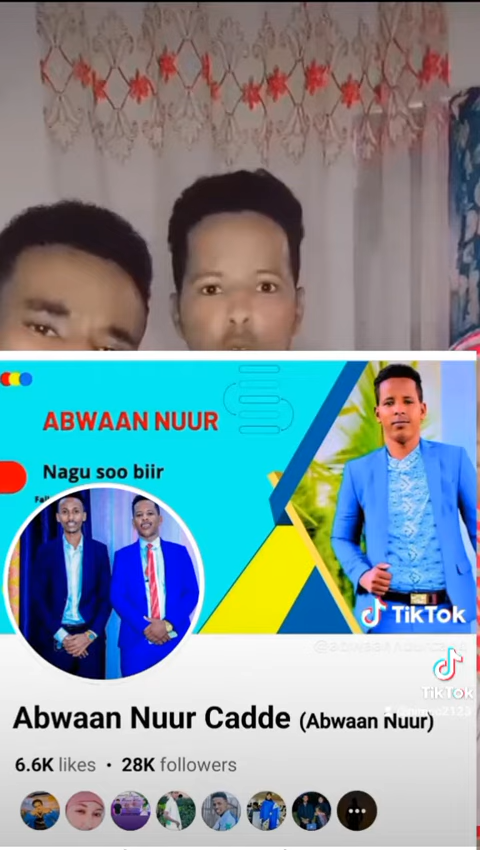 ABWAAN NUUR
Nagu soo biir
TikTok
TikTok
Abwaan Nuur Cadde (Abwaan Nuur)
6.6K likes • 28K followers